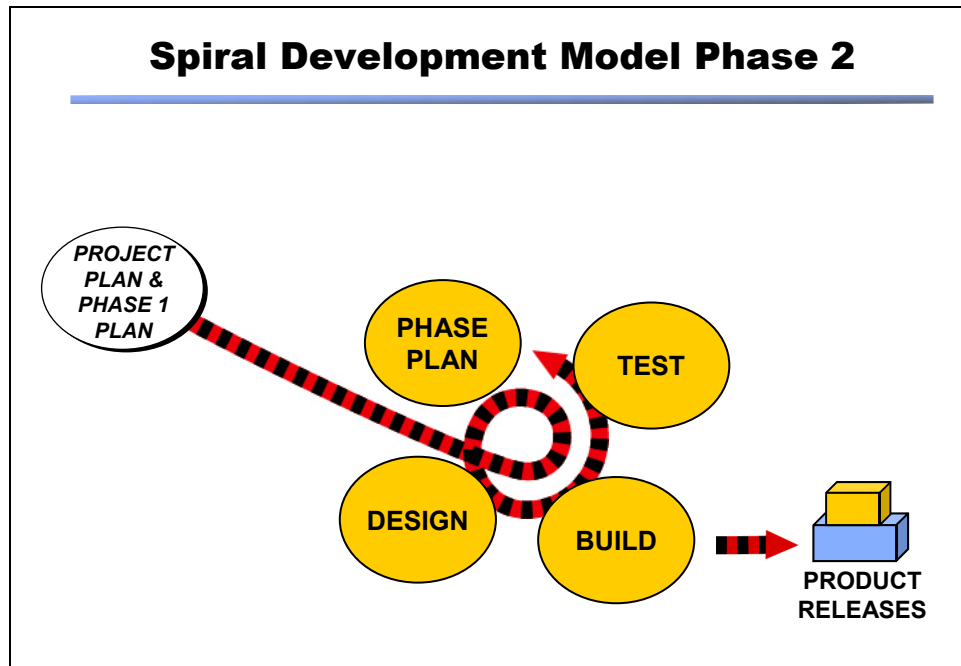 Spiral Development Model Phase 2
PROJECT
PLAN &
PHASE 1
PLAN
PHASE
PLAN
TEST
DESIGN
BUILD
PRODUCT
RELEASES